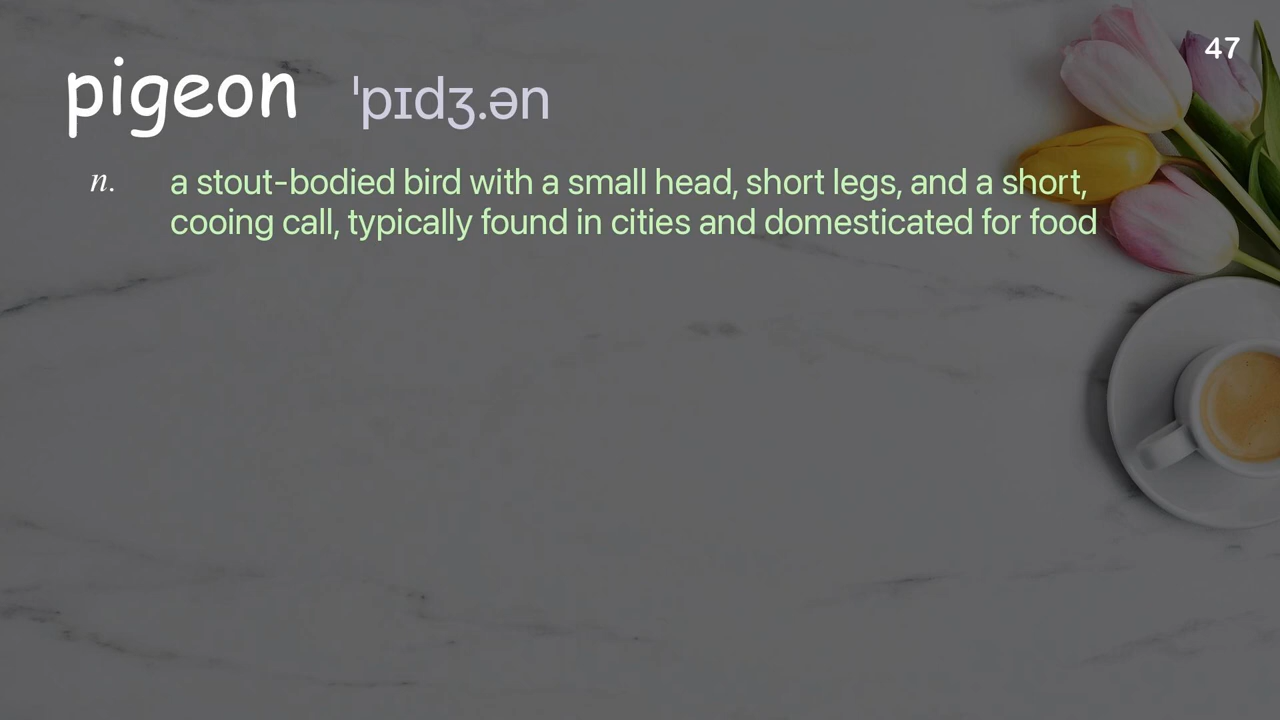 47
pigeon ˈpɪdʒ.ən
n. a stout-bodied bird with a small head, short legs, and a short,
cooing call, typically found in cities and domesticated for food